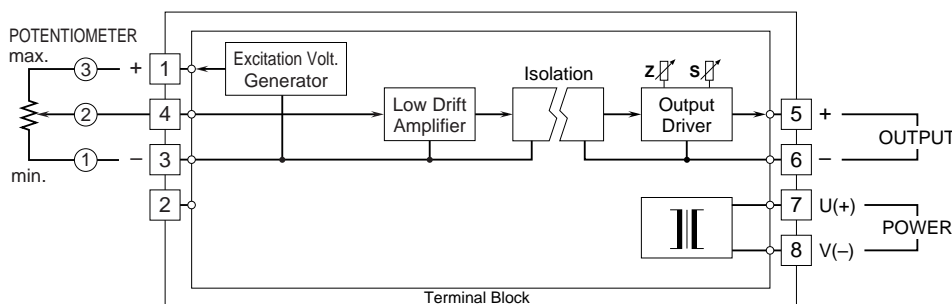 POTENTIOMETER
max.
3
+
1
Excitation Volt.
Generator
2
4
Low Drift
Amplifier
Isolation
Z
S
Output
Driver
5
+
OUTPUT
1
−
3
6
−
min.
2
7
U(+)
POWER
8
V(−)
Terminal Block